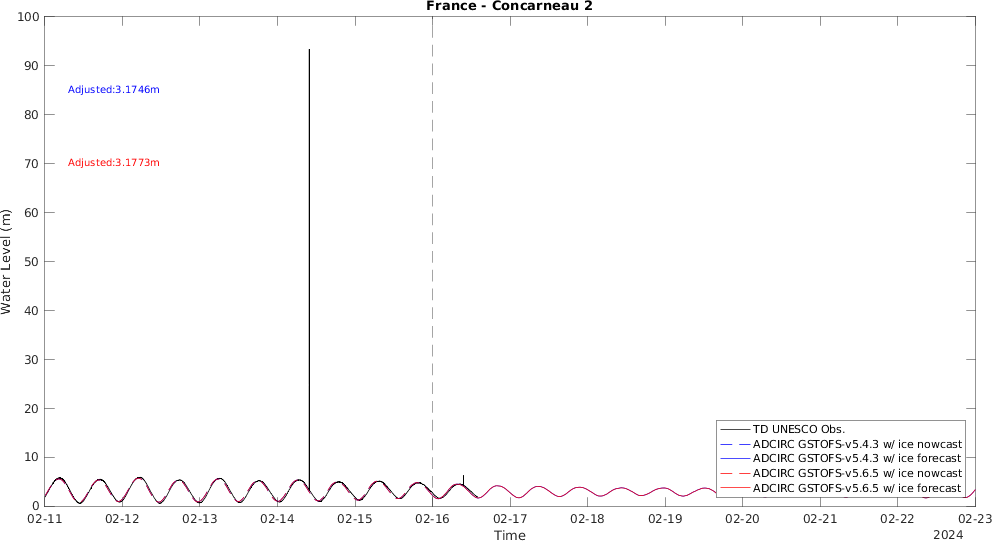 France - Concarneau 2
Water Level (m)
100
90
80
70
60
50
40
30
20
10
0
Adjusted:3.1746m
Adjusted:3.1773m
TD UNESCO Obs.
ADCIRC GSTOFS-v5.4.3 w/ ice nowcast
ADCIRC GSTOFS-v5.4.3 w/ ice forecast
ADCIRC GSTOFS-v5.6.5 w/ ice nowcast
ADCIRC GSTOFS-v5.6.5 w/ ice forecast
02-11 02-12 02-13 02-14 02-15 02-16 02-17 02-18 02-19 02-20 02-21 02-22 02-23
Time
2024